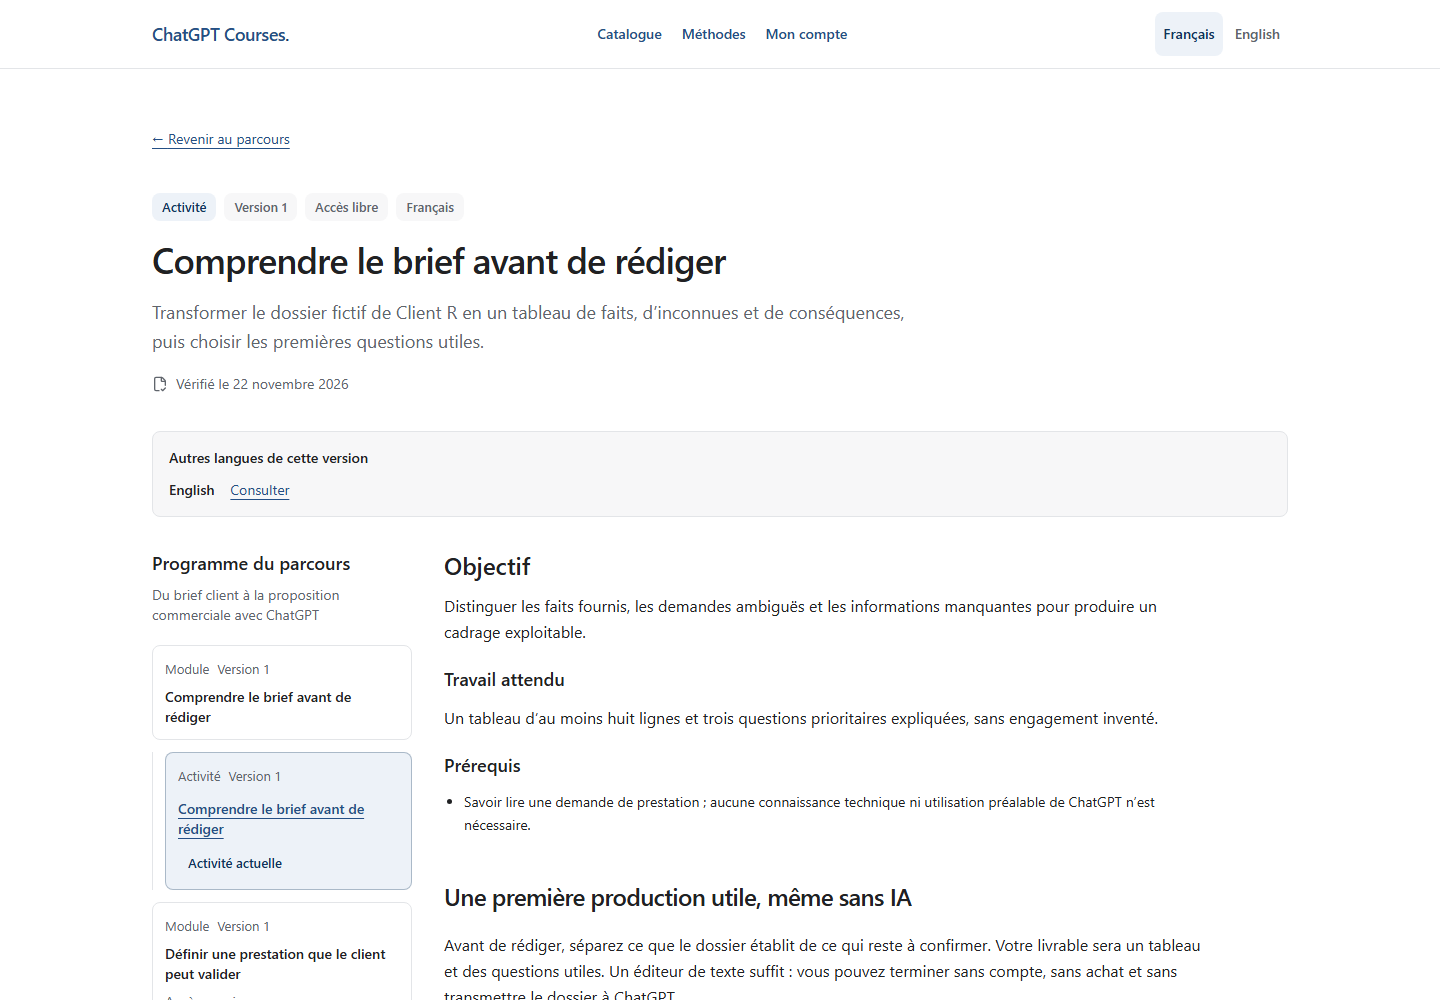 ChatGPT Courses.
Catalogue Méthodes Mon compte
Français English
← Revenir au parcours
Activité Version 1 Accès libre Français
Comprendre le brief avant de rédiger
Transformer le dossier fictif de Client R en un tableau de faits, d’inconnues et de conséquences,
puis choisir les premières questions utiles.
Vérifié le 22 novembre 2026
Autres langues de cette version
English Consulter
Programme du parcours
Du brief client à la proposition
commerciale avec ChatGPT
Module Version 1
Comprendre le brief avant de
rédiger
Activité Version 1
Comprendre le brief avant de
rédiger
Activité actuelle
Module Version 1
Définir une prestation que le client
peut valider
Objectif
Distinguer les faits fournis, les demandes ambiguës et les informations manquantes pour produire un
cadrage exploitable.
Travail attendu
Un tableau d’au moins huit lignes et trois questions prioritaires expliquées, sans engagement inventé.
Prérequis
• Savoir lire une demande de prestation ; aucune connaissance technique ni utilisation préalable de ChatGPT n’est
nécessaire.
Une première production utile, même sans IA
Avant de rédiger, séparez ce que le dossier établit de ce qui reste à confirmer. Votre livrable sera un tableau
et des questions utiles. Un éditeur de texte suffit : vous pouvez terminer sans compte, sans achat et sans
transmettre le dossier à ChatGPT.